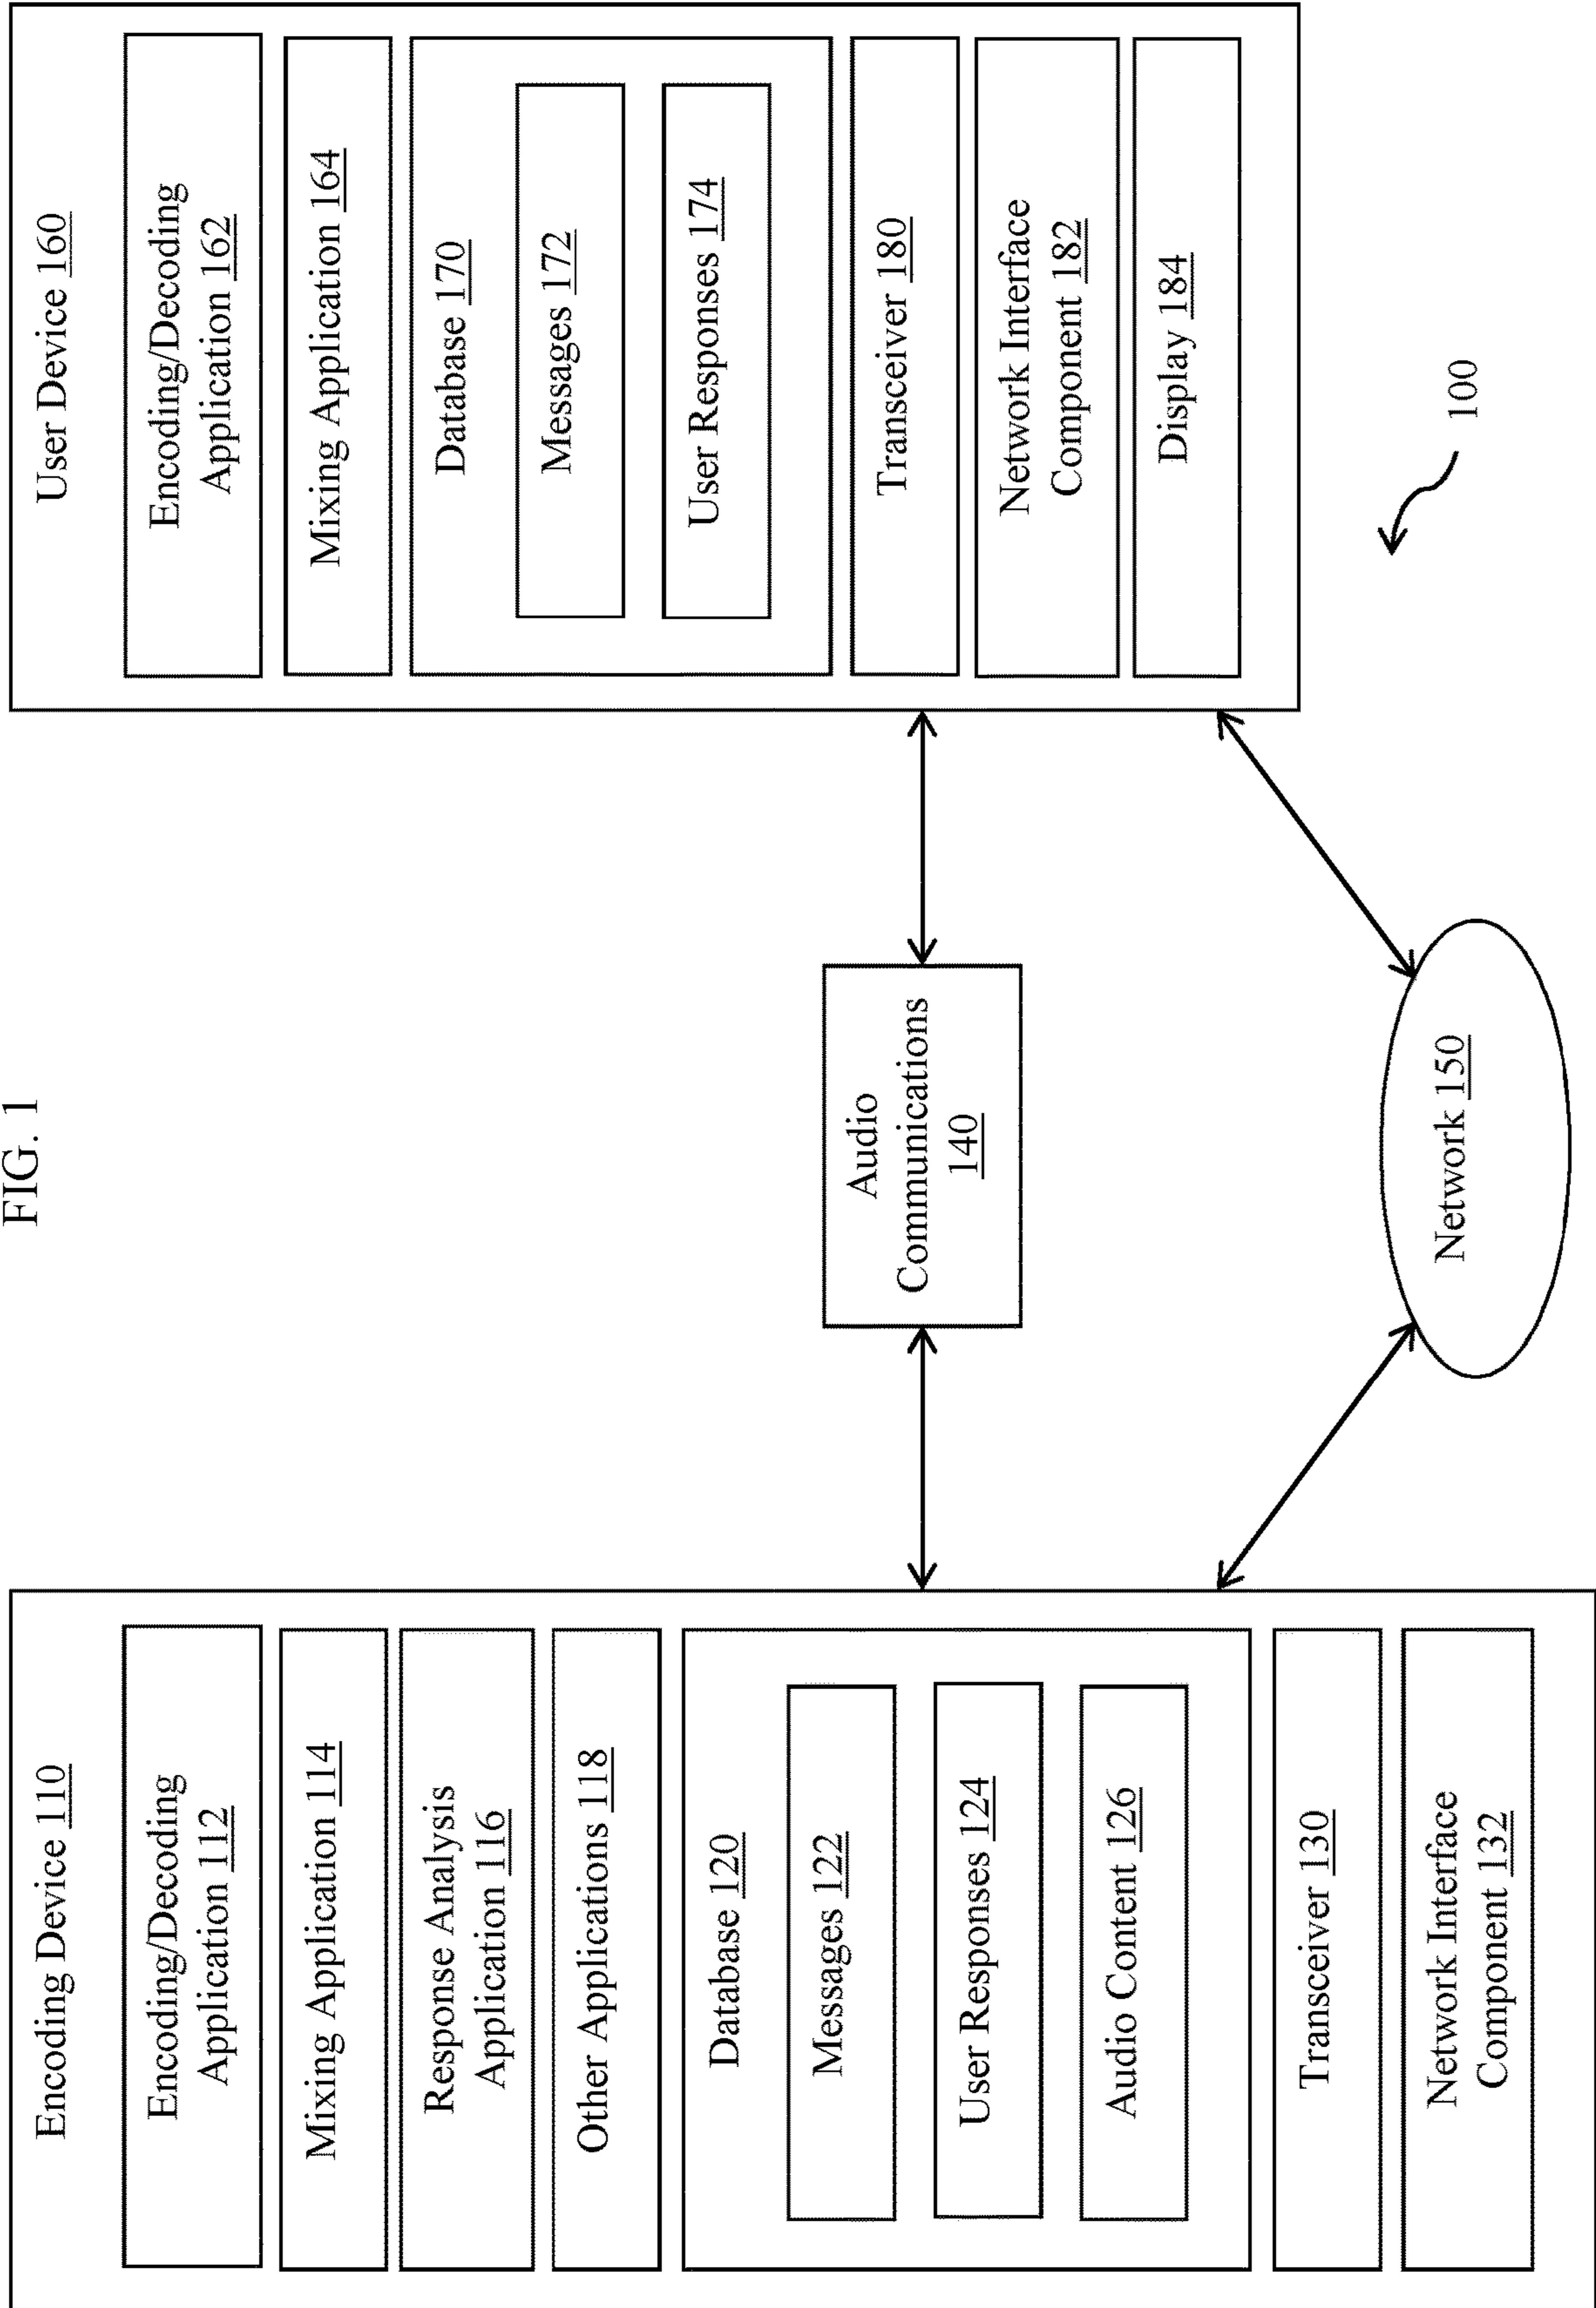 FIG. 1
Encoding Device 110
Encoding/Decoding
Application 112
Mixing Application 114
Response Analysis
Application 116
Other Applications 118
Database 120
Messages 122
User Responses 124
Audio Content 126
Transceiver 130
Network Interface
Component 132
Audio
Communications
140
Network 150
User Device 160
Encoding/Decoding
Application 162
Mixing Application 164
Database 170
Messages 172
User Responses 174
Transceiver 180
Network Interface
Component 182
Display 184
100